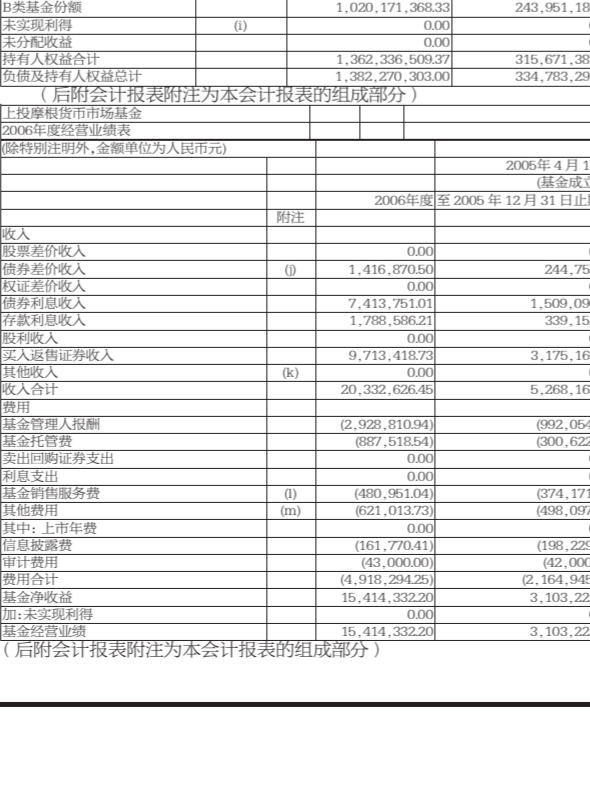 B类基金份额 1,020,171,368.33 243,951,18
未实现利得 (i) 0.00
未分配收益 0.00
持有人权益合计 1,362,336,509.37 315,671,38
负债及持有人权益总计 1,382,270,303.00 334,783,29
(后附会计报表附注为本会计报表的组成部分)
上投摩根货币市场基金
2006年度经营业绩表
(除特别注明外,金额单位为人民币元)
2005年 4 月 1
(基金成立
2006年度 至 2005 年 12 月 31 日止
附注
收入
股票差价收入 0.00
债券差价收入 (j) 1,416,870.50 244,75
权证差价收入 0.00
债券利息收入 7,413,751.01 1,509,09
存款利息收入 1,788,586.21 339,15
股利收入 0.00
买入返售证券收入 9,713,418.73 3,175,16
其他收入 (k) 0.00
收入合计 20,332,626.45 5,268,16
费用
基金管理人报酬 (2,928,810.94) (992,054
基金托管费 (887,518.54) (300,622
卖出回购证券支出 0.00
利息支出 0.00
基金销售服务费 (l) (480,951.04) (374,171
其他费用 (m) (621,013.73) (498,097
其中: 上市年费 0.00
信息披露费 (161,770.41) (198,229
审计费用 (43,000.00) (42,000
费用合计 (4,918,294.25) (2,164,945
基金净收益 15,414,332.20 3,103,22
加:未实现利得 0.00
基金经营业绩 15,414,332.20 3,103,22
(后附会计报表附注为本会计报表的组成部分)